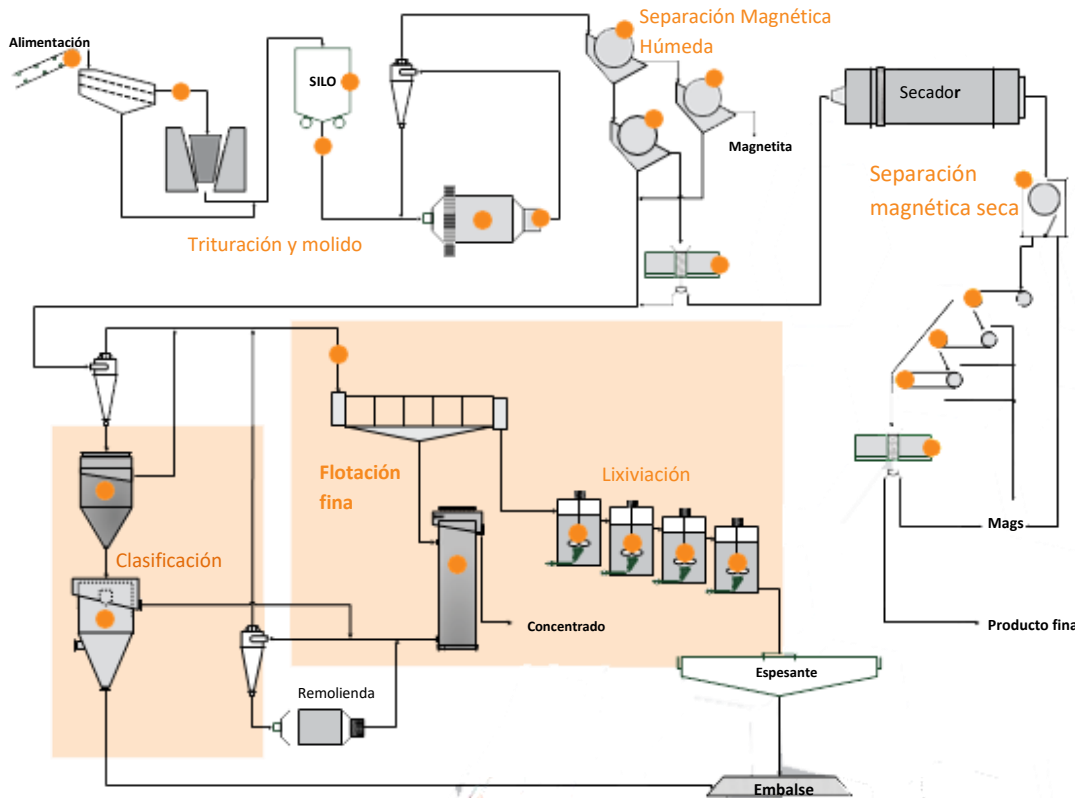 Separación Magnética
Húmeda
Alimentación
SILO
Secador
Magnetita
Separación
magnética seca
Trituración y molido
Flotación
fina
Lixiviación
Mags
Clasificación
Concentrado
Producto fina
Espesante
Remolienda
Embalse